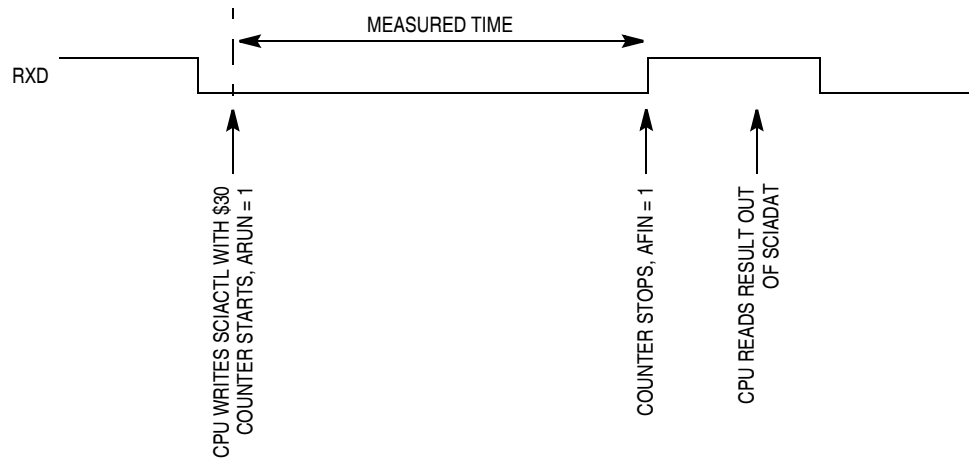 MEASURED TIME
RXD
CPU WRITES SCIACTL WITH $30
COUNTER STARTS, ARUN = 1
COUNTER STOPS, AFIN = 1
CPU READS RESULT OUT
OF SCIADAT